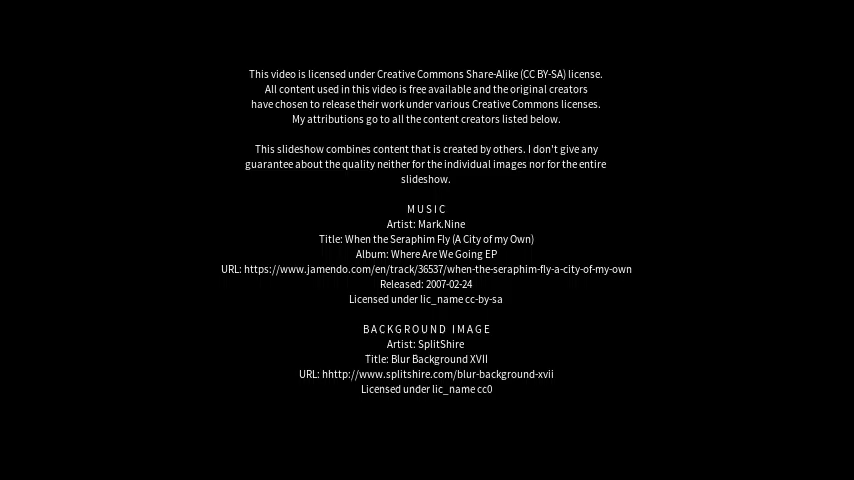 This video is licensed under Creative Commons Share-Alike (CC BY-SA) license.
All content used in this video is free available and the original creators
have chosen to release their work under various Creative Commons licenses.
My attributions go to all the content creators listed below.
This slideshow combines content that is created by others. I don't give any
guarantee about the quality neither for the individual images nor for the entire
slideshow.
MUSIC
Artist: Mark.Nine
Title: When the Seraphim Fly (A City of my Own)
Album: Where Are We Going EP
URL: https://www.jamendo.com/en/track/36537/when-the-seraphim-fly-a-city-of-my-own
Released: 2007-02-24
Licensed under lic_name cc-by-sa
BACKGROUND IMAGE
Artist: SplitShire
Title: Blur Background XVII
URL: hhttp://www.splitshire.com/blur-background-xvii
Licensed under lic_name cc0